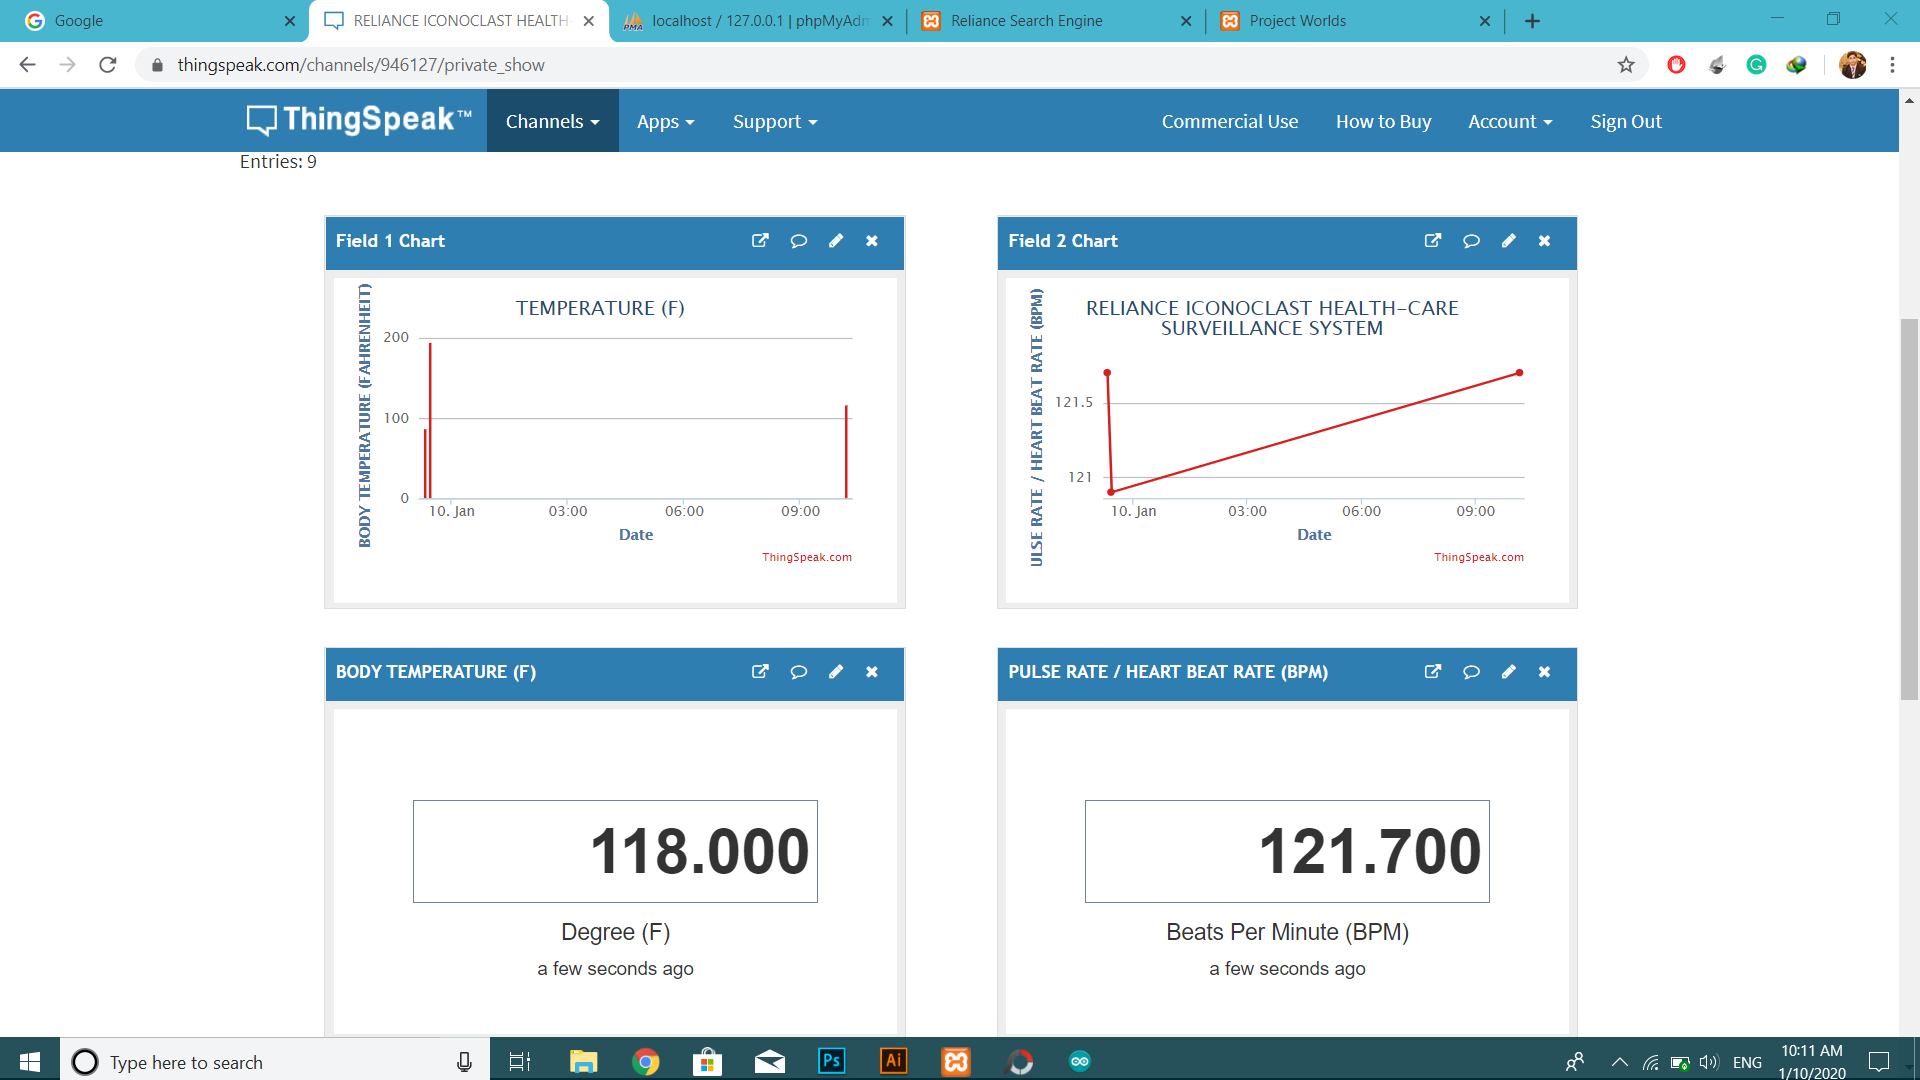 Google
RELIANCE ICONOCLAST HEALTH
localhost / 127.0.0.1 | phpMyAdm
Reliance Search Engine
Project Worlds
thingspeak.com/channels/946127/private_show
ThingSpeak™
Channels
Apps
Support
Commercial Use
How to Buy
Account
Sign Out
Entries: 9
Field 1 Chart
TEMPERATURE (F)
BODY TEMPERATURE (FAHRENHEIT)
200
100
0
10. Jan
03:00
06:00
09:00
Date
ThingSpeak.com
Field 2 Chart
RELIANCE ICONOCLAST HEALTH-CARE
SURVEILLANCE SYSTEM
ULSE RATE / HEART BEAT RATE (BPM)
121.5
121
10. Jan
03:00
06:00
09:00
Date
ThingSpeak.com
BODY TEMPERATURE (F)
118.000
Degree (F)
a few seconds ago
PULSE RATE / HEART BEAT RATE (BPM)
121.700
Beats Per Minute (BPM)
a few seconds ago
Type here to search
Ps
Ai
ENG
10:11 AM
1/10/2020